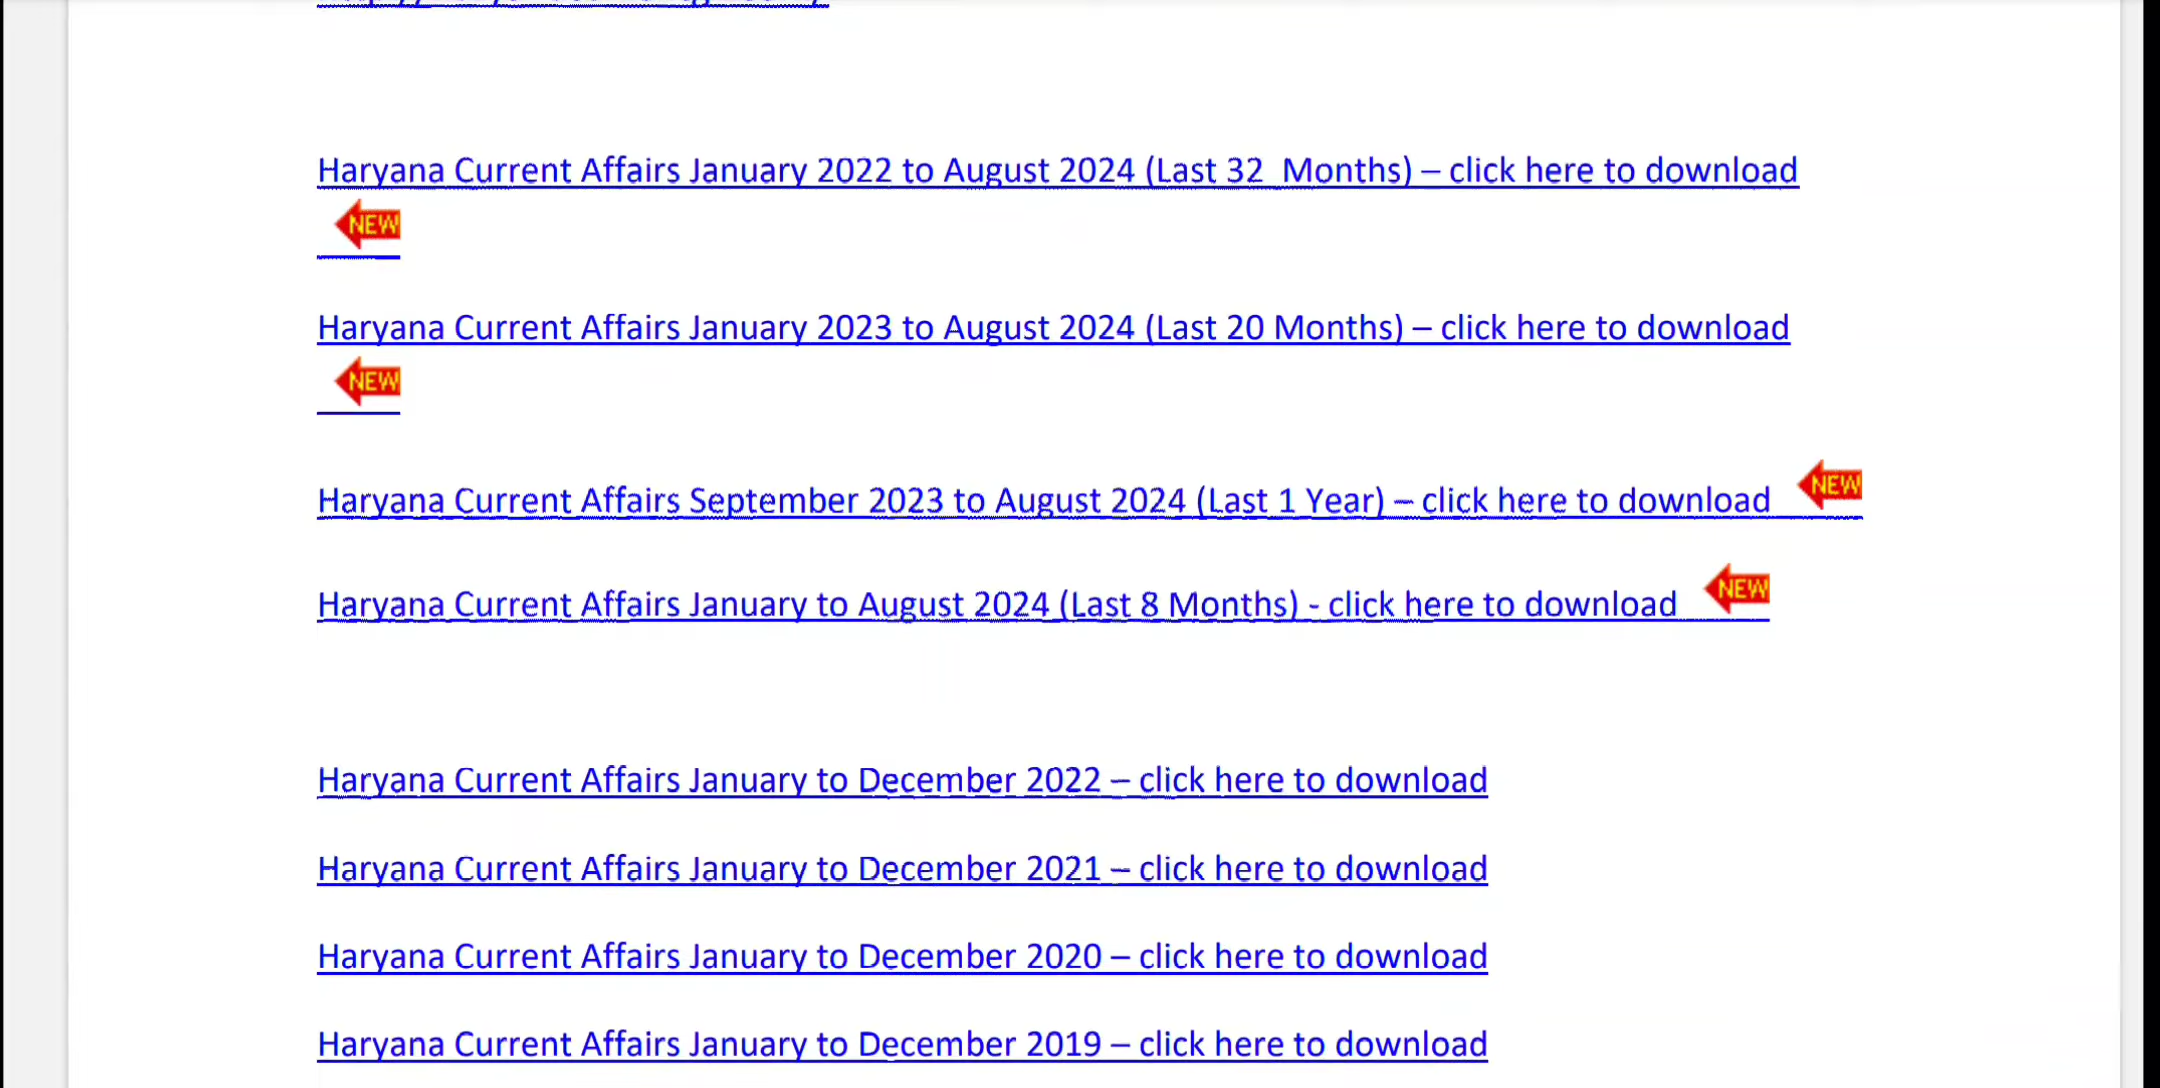 Haryana Current Affairs January 2022 to August 2024 (Last 32  Months) – click here to download
NEW
Haryana Current Affairs January 2023 to August 2024 (Last 20 Months) – click here to download
NEW
Haryana Current Affairs September 2023 to August 2024 (Last 1 Year) – click here to download NEW
Haryana Current Affairs January to August 2024 (Last 8 Months) - click here to download NEW
Haryana Current Affairs January to December 2022 – click here to download
Haryana Current Affairs January to December 2021 – click here to download
Haryana Current Affairs January to December 2020 – click here to download
Haryana Current Affairs January to December 2019 – click here to download